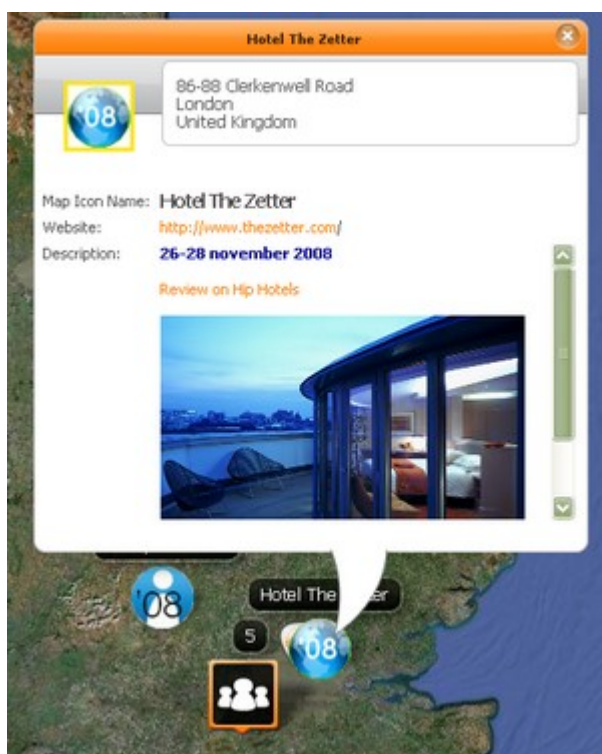 Hotel The Zetter
'08
86-88 Clerkenwell Road
London
United Kingdom
Map Icon Name: Hotel The Zetter
Website: http://www.thezetter.com/
Description: 26-28 november 2008
Review on Hip Hotels
'08
Hotel The
er
5
'08